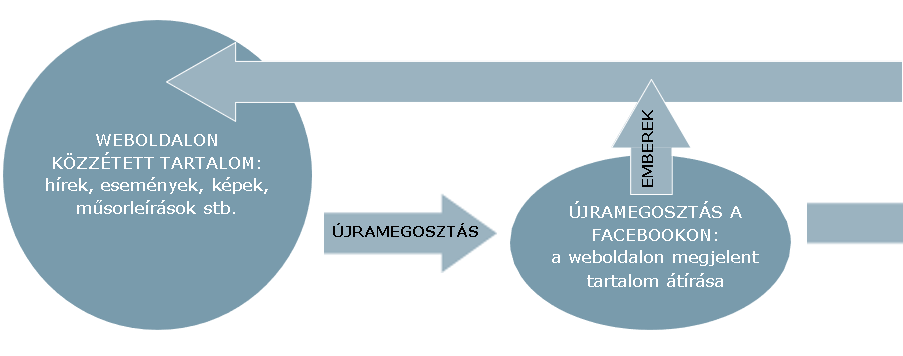 WEBOLDALON
KÖZZÉTETT TARTALOM:
hírek, események, képek,
műsorleírások stb.
ÚJRAMEGOSZTÁS
EMBEREK
ÚJRAMEGOSZTÁS A
FACEBOOKON:
a weboldalon megjelent
tartalom átírása